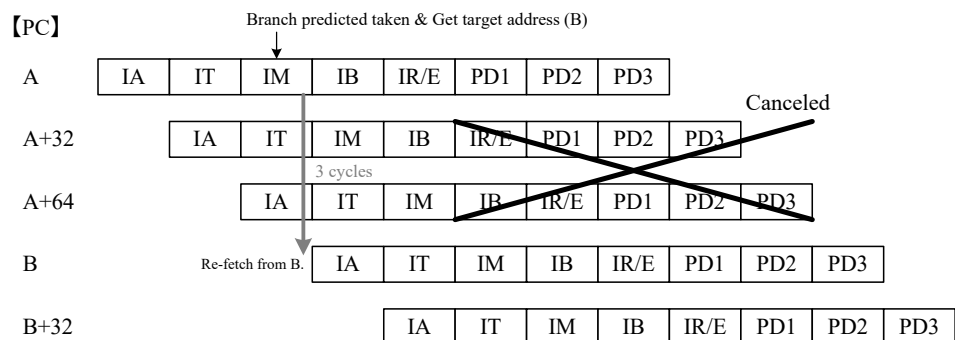 Branch predicted taken & Get target address (B)
【PC】
A IA IT IM IB IR/E PD1 PD2 PD3
Canceled
A+32 IA IT IM IB IR/E PD1 PD2 PD3
3 cycles
A+64 IA IT IM IB IR/E PD1 PD2 PD3
B Re-fetch from B. IA IT IM IB IR/E PD1 PD2 PD3
B+32 IA IT IM IB IR/E PD1 PD2 PD3